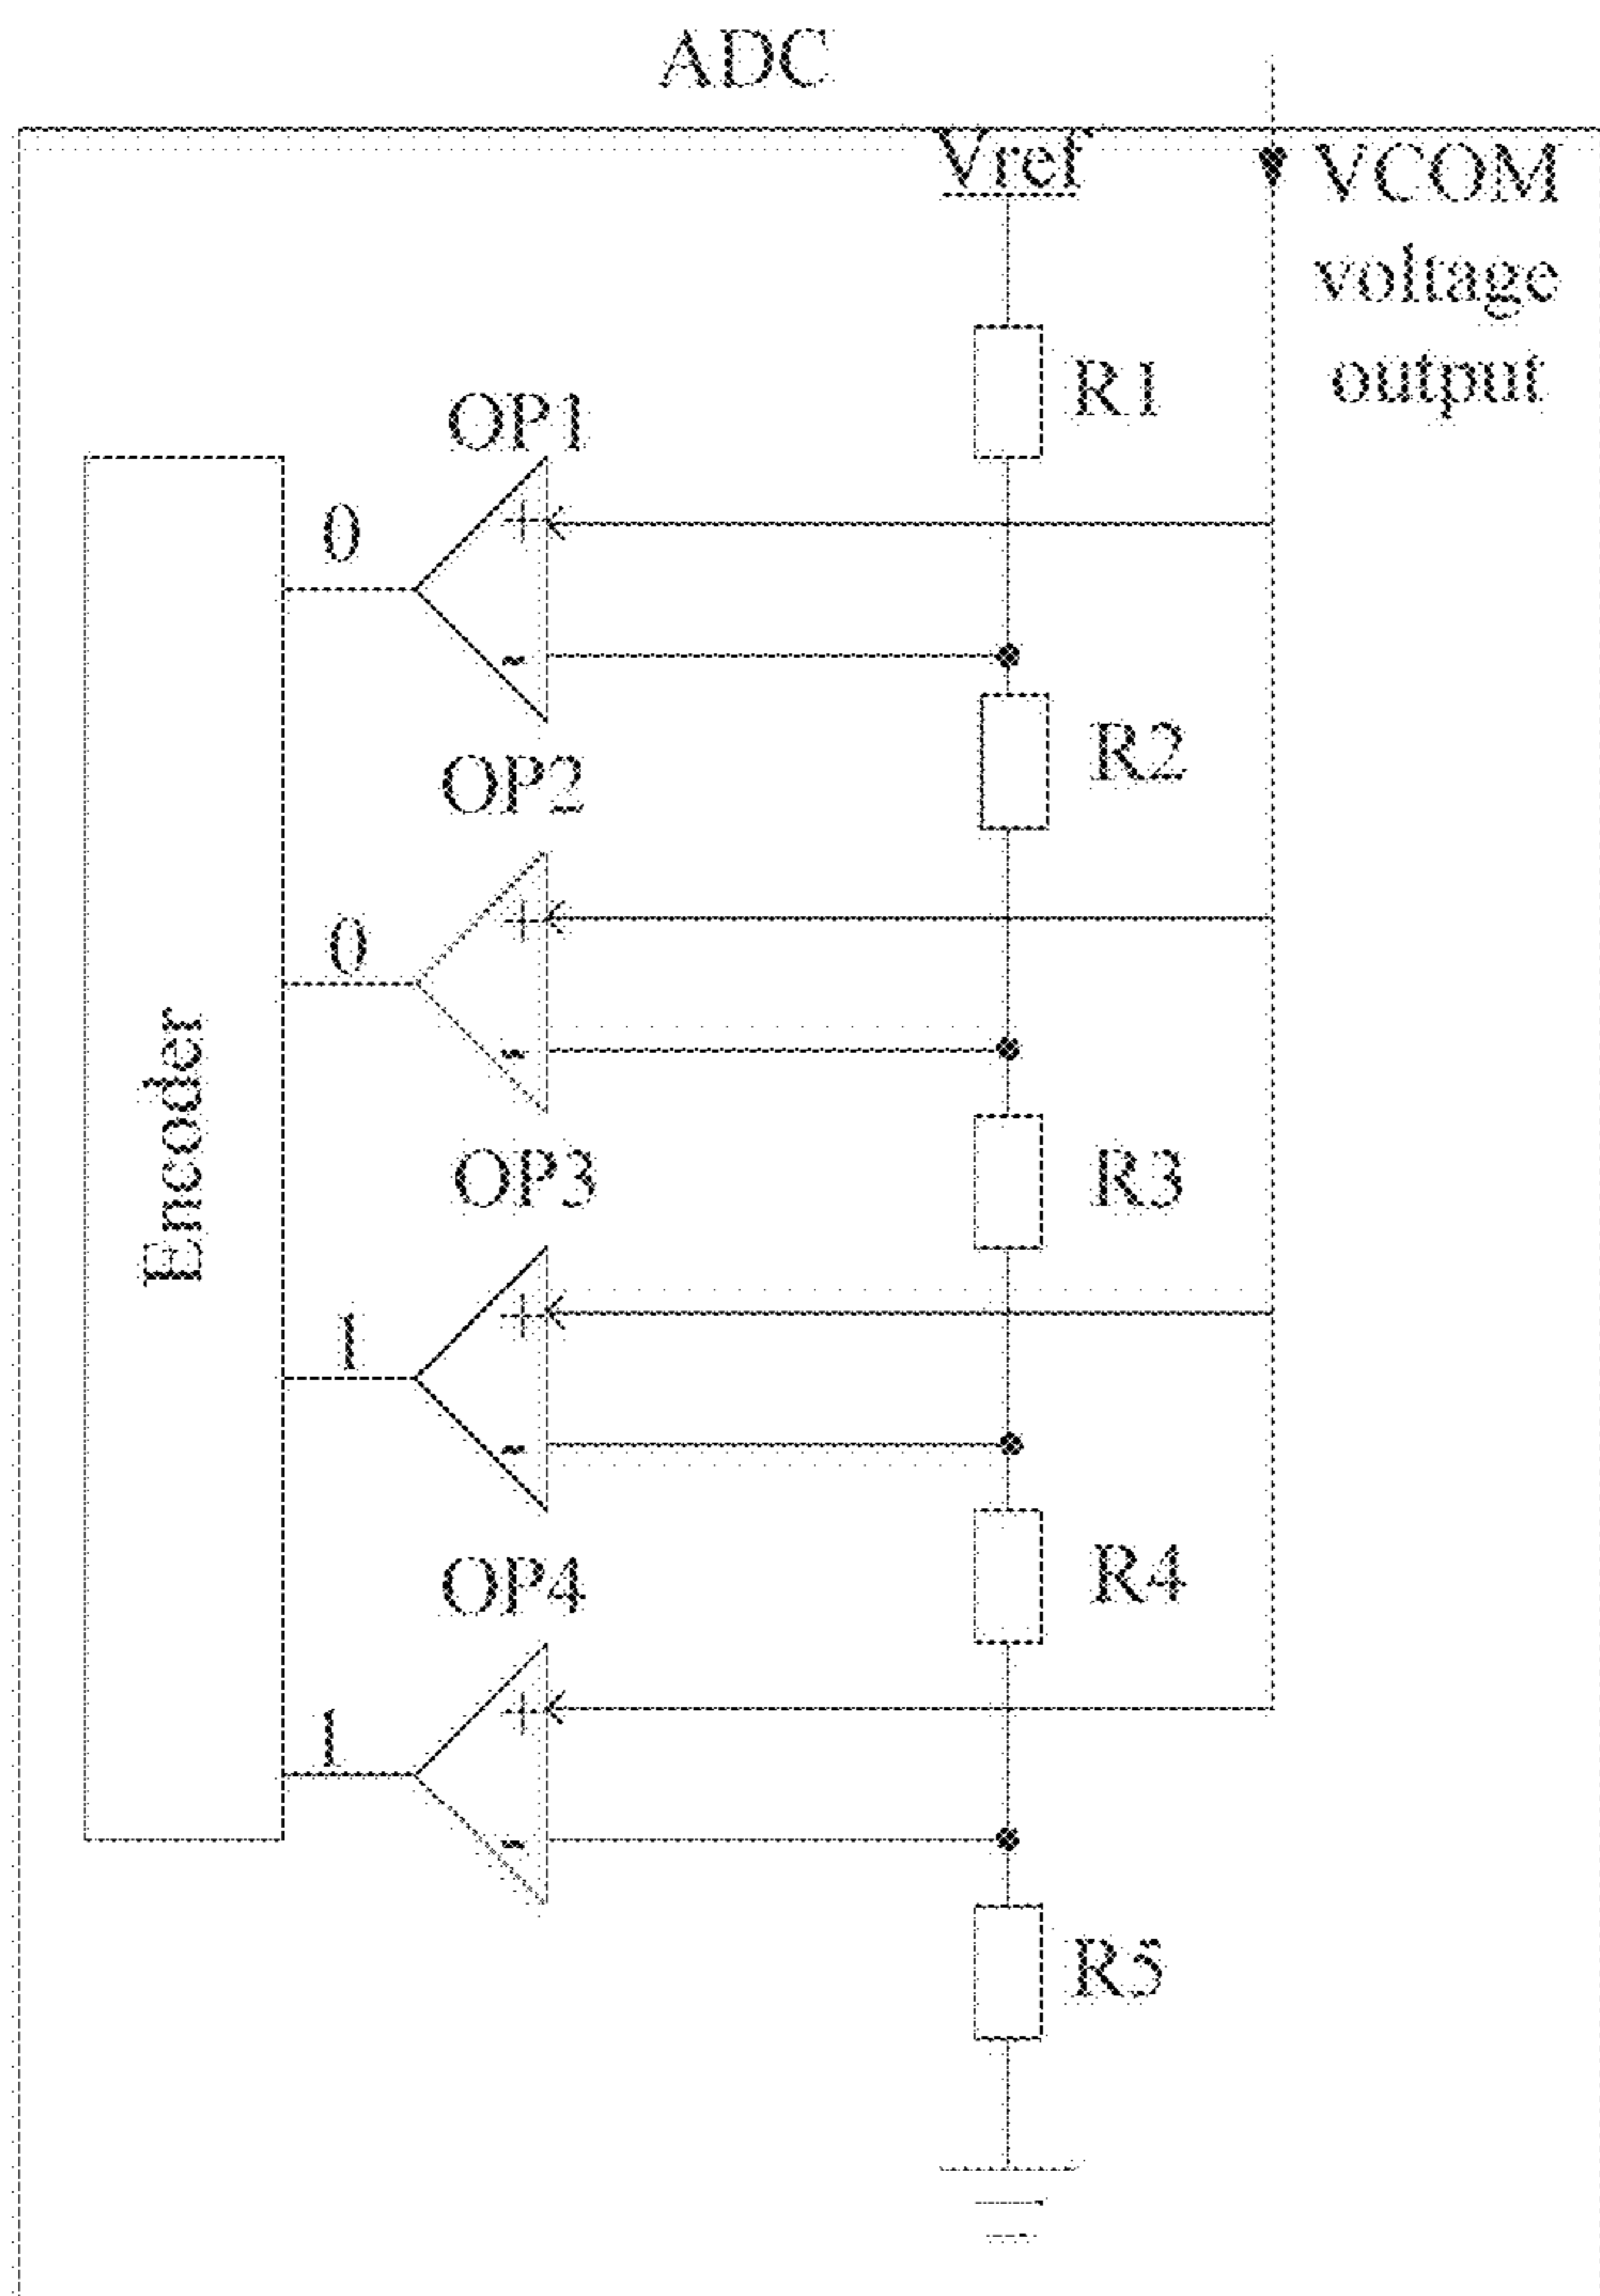 ADC
Vref
VCOM
voltage
output
R1
OP1
+
0
-
R2
OP2
+
0
-
Encoder
R3
OP3
+
1
-
R4
OP4
+
1
-
R5